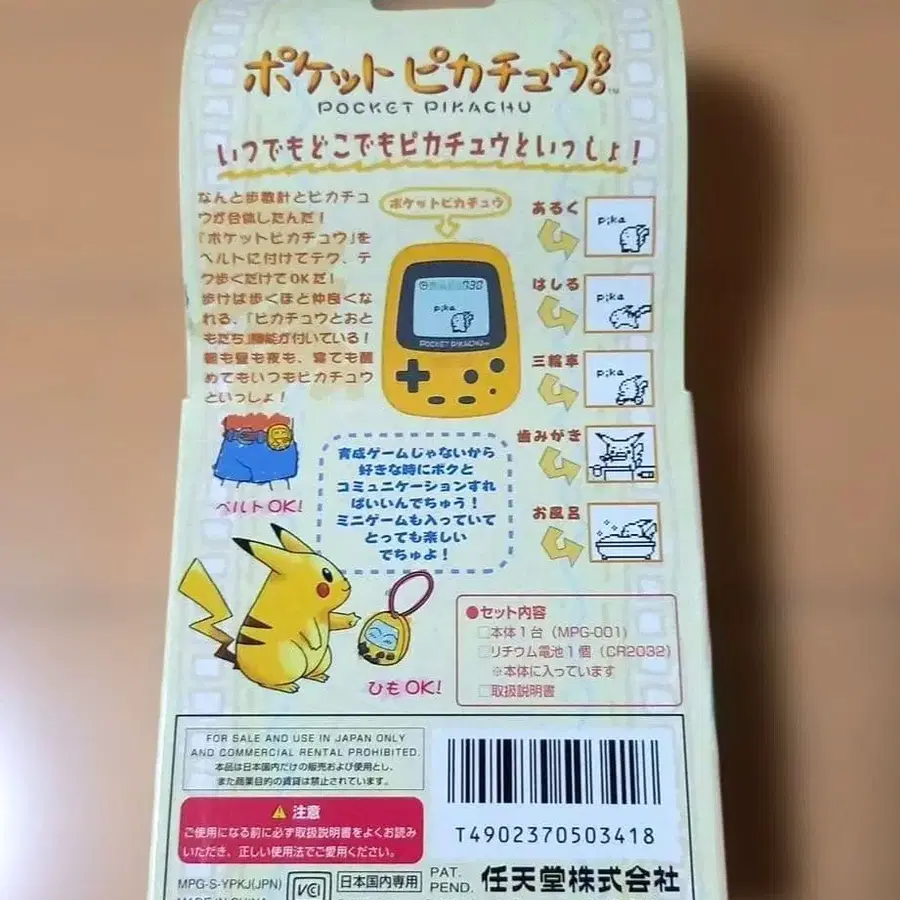 ポケットピカチュウ!™
POCKET PIKACHU
いつでもどこでもピカチュウといっしょ!
なんと歩数計とピカチュ
ウが合体したんだ!
「ポケットピカチュウ」を
ベルトに付けてテク、テ
ク歩くだけでOKだ!
歩けば歩くほど仲良くな
れる、「ピカチュウとおと
もだち」機能が付いている!
朝も昼も夜も、寝ても醒
めてもいつもピカチュウ
といっしょ!
ポケットピカチュウ
730
pika
POCKET PIKACHU
あるく
pika
はしる
pika
三輪車
pika
歯みがき
お風呂
ベルトOK!
育成ゲームじゃないから
好きな時にボクと
コミュニケーションすれ
ばいいんでちゅう!
ミニゲームも入っていて
とっても楽しい
でちゅよ!
ひもOK!
●セット内容
□本体1台(MPG-001)
□リチウム電池1個(CR2032)
※本体に入っています
□取扱説明書
FOR SALE AND USE IN JAPAN ONLY
AND COMMERCIAL RENTAL PROHIBITED.
本品は日本国内だけの販売および使用とし、
また商業目的の賃貸は禁止されています。
注意
ご使用になる前に必ず取扱説明書をよくお読み
いただき、正しい使用法でご愛用ください。
T4902370503418
MPG-S-YPKJ(JPN)
MADE IN CHINA
VCI
日本国内専用
PAT.
PEND.
任天堂株式会社